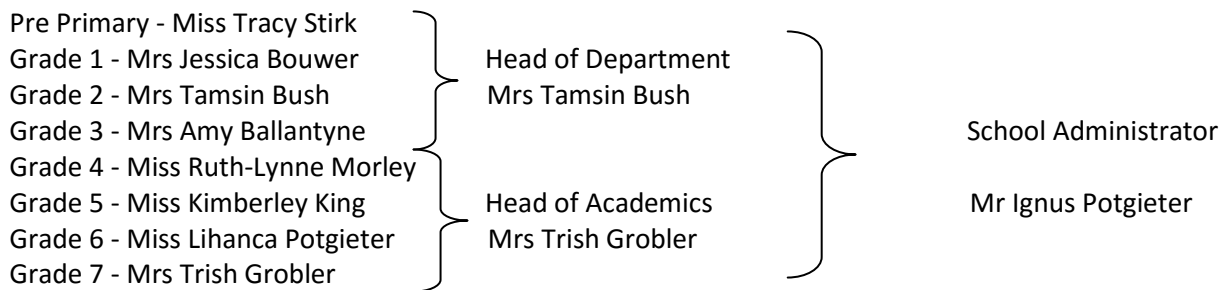 Pre Primary - Miss Tracy Stirk
Grade 1 - Mrs Jessica Bouwer
Grade 2 - Mrs Tamsin Bush
Grade 3 - Mrs Amy Ballantyne
Grade 4 - Miss Ruth-Lynne Morley
Grade 5 - Miss Kimberley King
Grade 6 - Miss Lihanca Potgieter
Grade 7 - Mrs Trish Grobler
Head of Department
Mrs Tamsin Bush
Head of Academics
Mrs Trish Grobler
School Administrator
Mr Ignus Potgieter